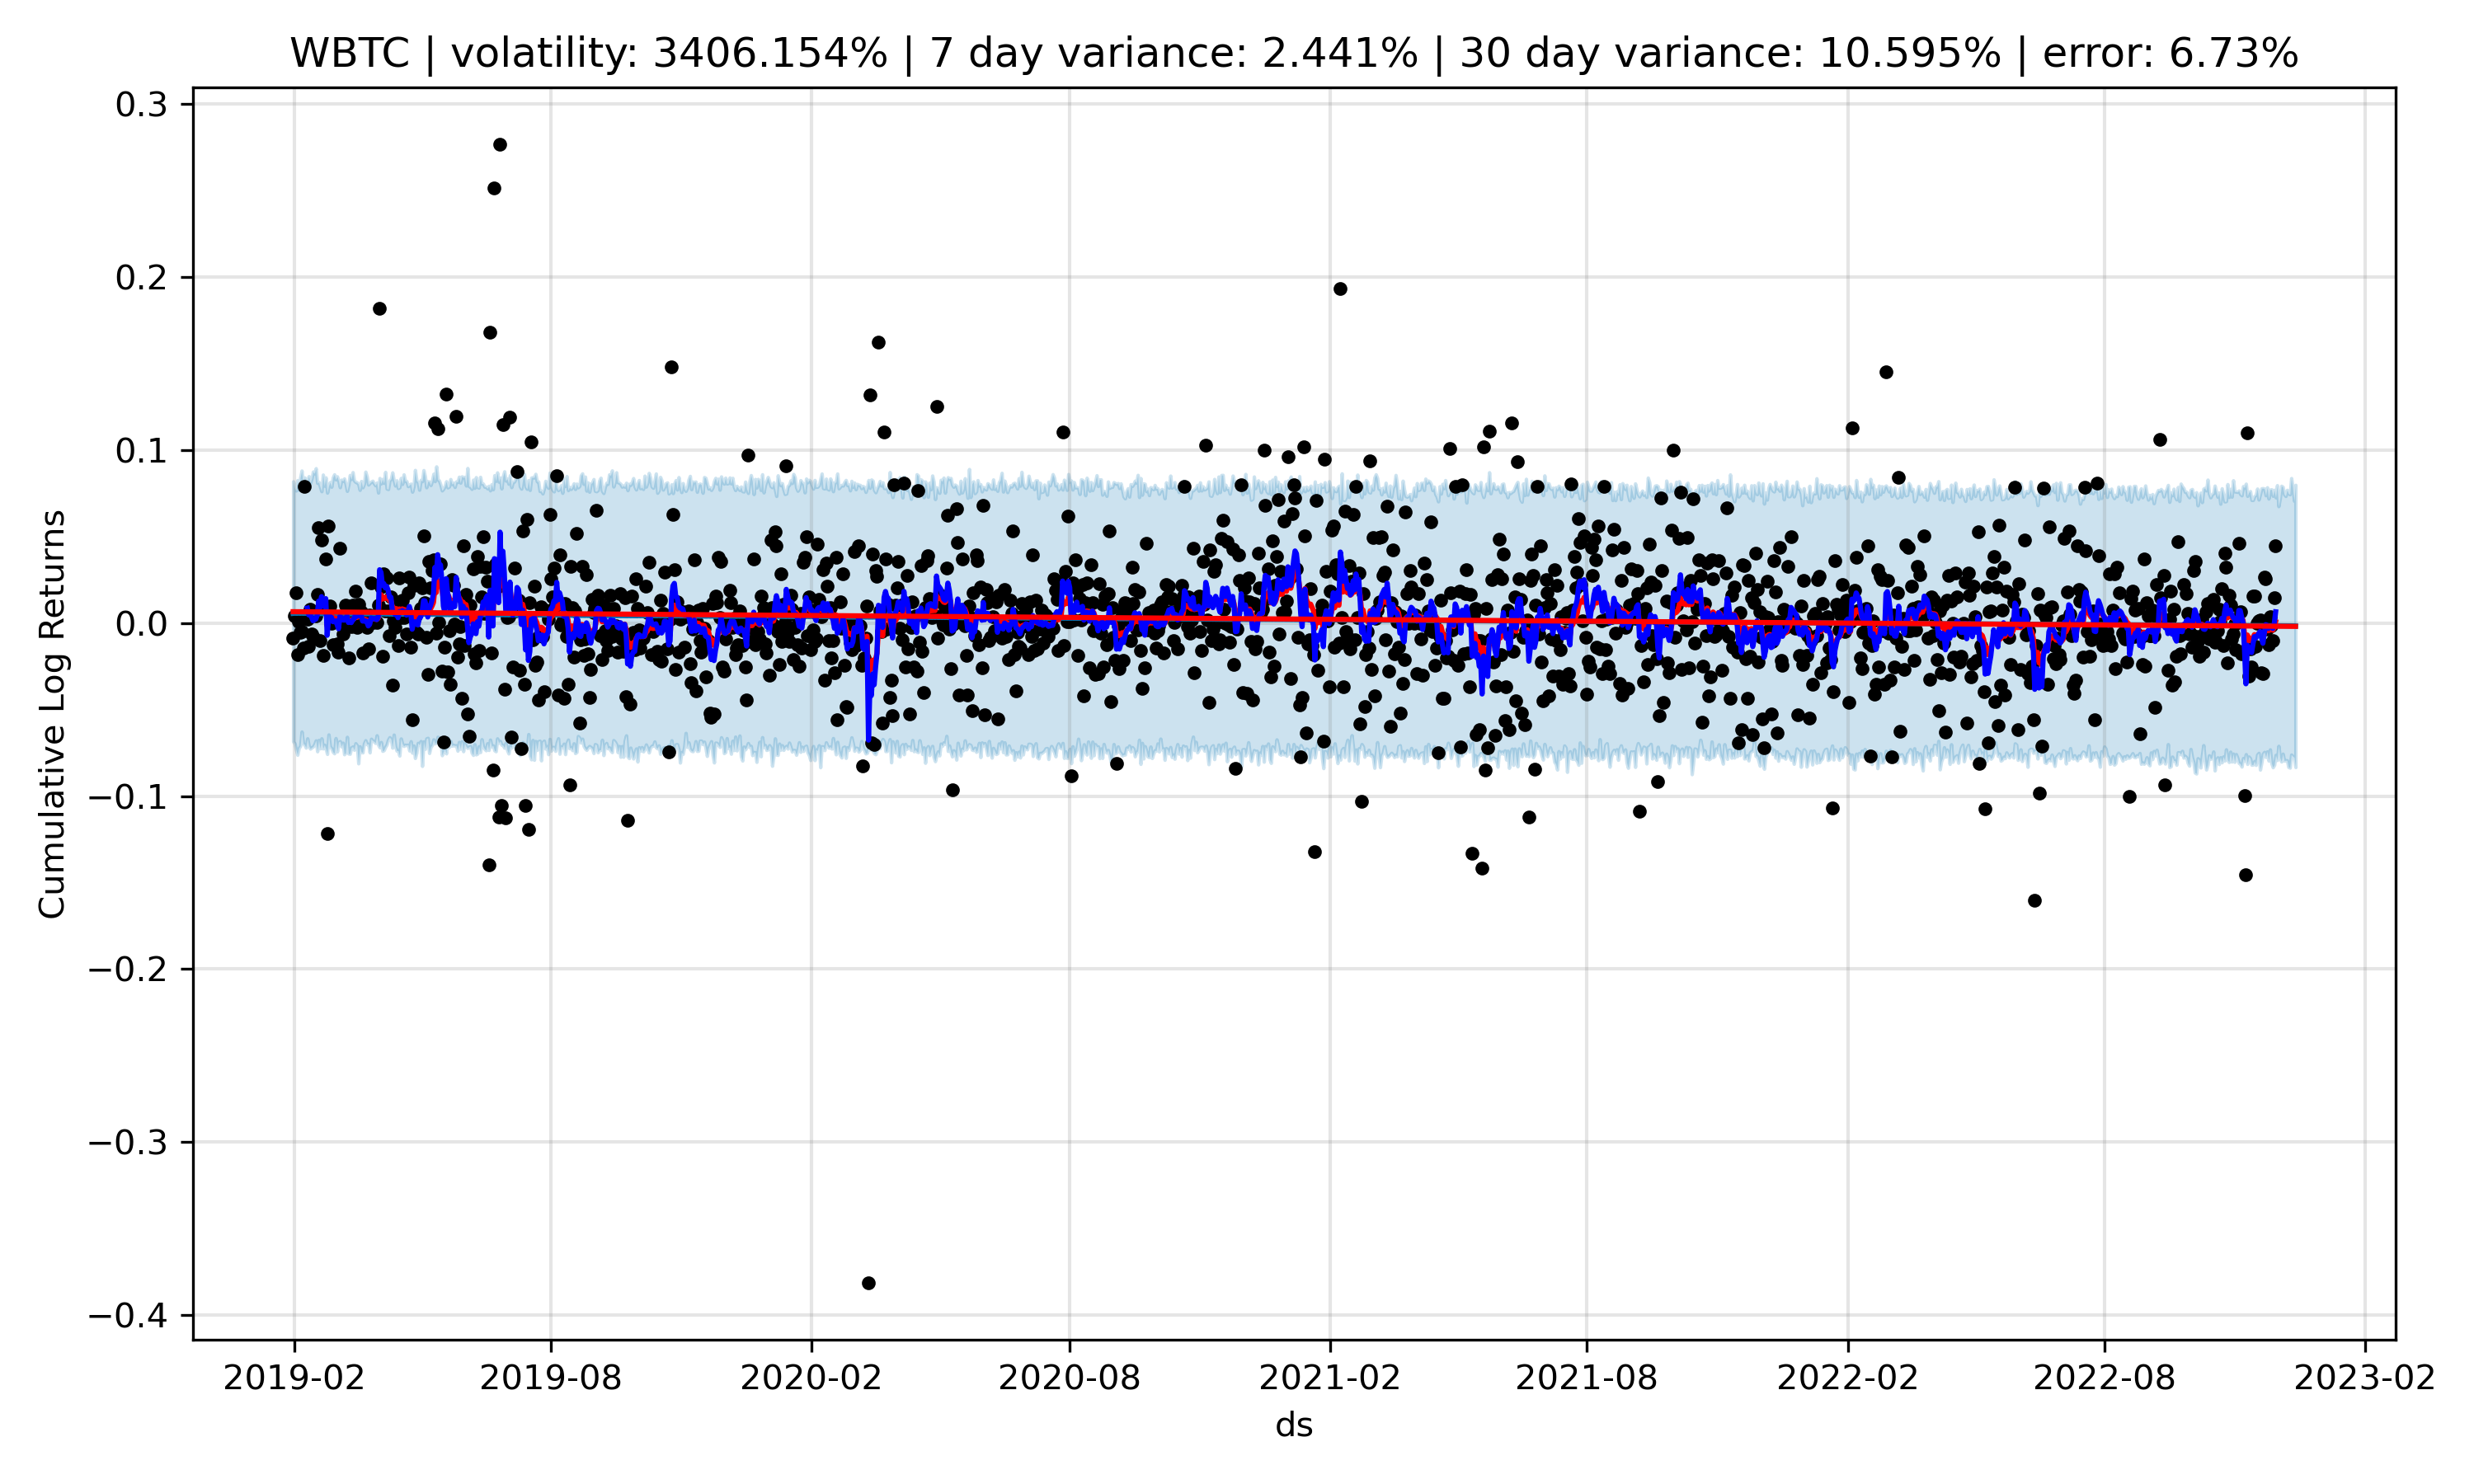 WBTC | volatility: 3406.154% | 7 day variance: 2.441% | 30 day variance: 10.595% | error: 6.73%
0.3
0.2
0.1
0.0
−0.1
−0.2
−0.3
−0.4
Cumulative Log Returns
2019-02 2019-08 2020-02 2020-08 2021-02 2021-08 2022-02 2022-08 2023-02
ds